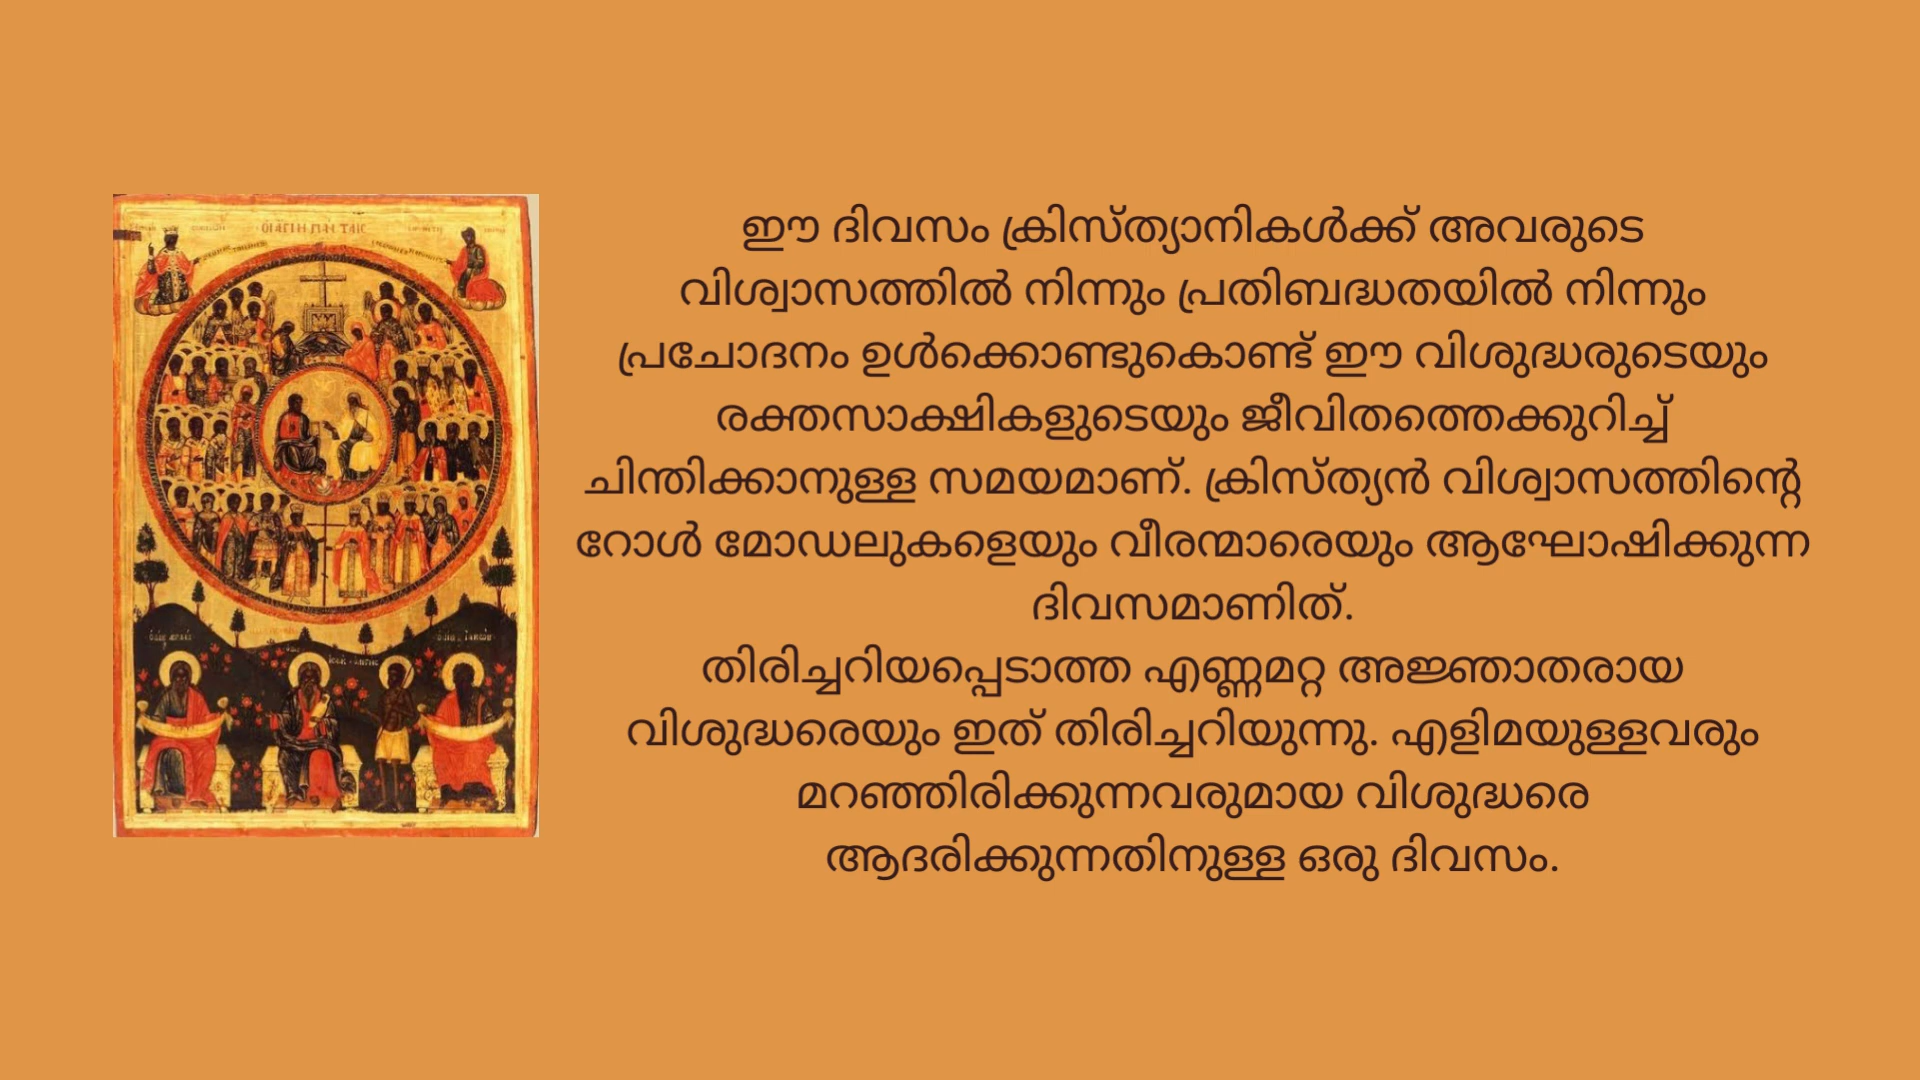 ഈ ദിവസം ക്രിസ്ത്യാനികൾക്ക് അവരുടെ
വിശ്വാസത്തിൽ നിന്നും പ്രതിബദ്ധതയിൽ നിന്നും
പ്രചോദനം ഉൾക്കൊണ്ടുകൊണ്ട് ഈ വിശുദ്ധരുടെയും
രക്തസാക്ഷികളുടെയും ജീവിതത്തെക്കുറിച്ച്
ചിന്തിക്കാനുള്ള സമയമാണ്. ക്രിസ്ത്യൻ വിശ്വാസത്തിന്റെ
റോൾ മോഡലുകളെയും വീരന്മാരെയും ആഘോഷിക്കുന്ന
ദിവസമാണിത്.
തിരിച്ചറിയപ്പെടാത്ത എണ്ണമറ്റ അജ്ഞാതരായ
വിശുദ്ധരെയും ഇത് തിരിച്ചറിയുന്നു. എളിമയുള്ളവരും
മറഞ്ഞിരിക്കുന്നവരുമായ വിശുദ്ധരെ
ആദരിക്കുന്നതിനുള്ള ഒരു ദിവസം.